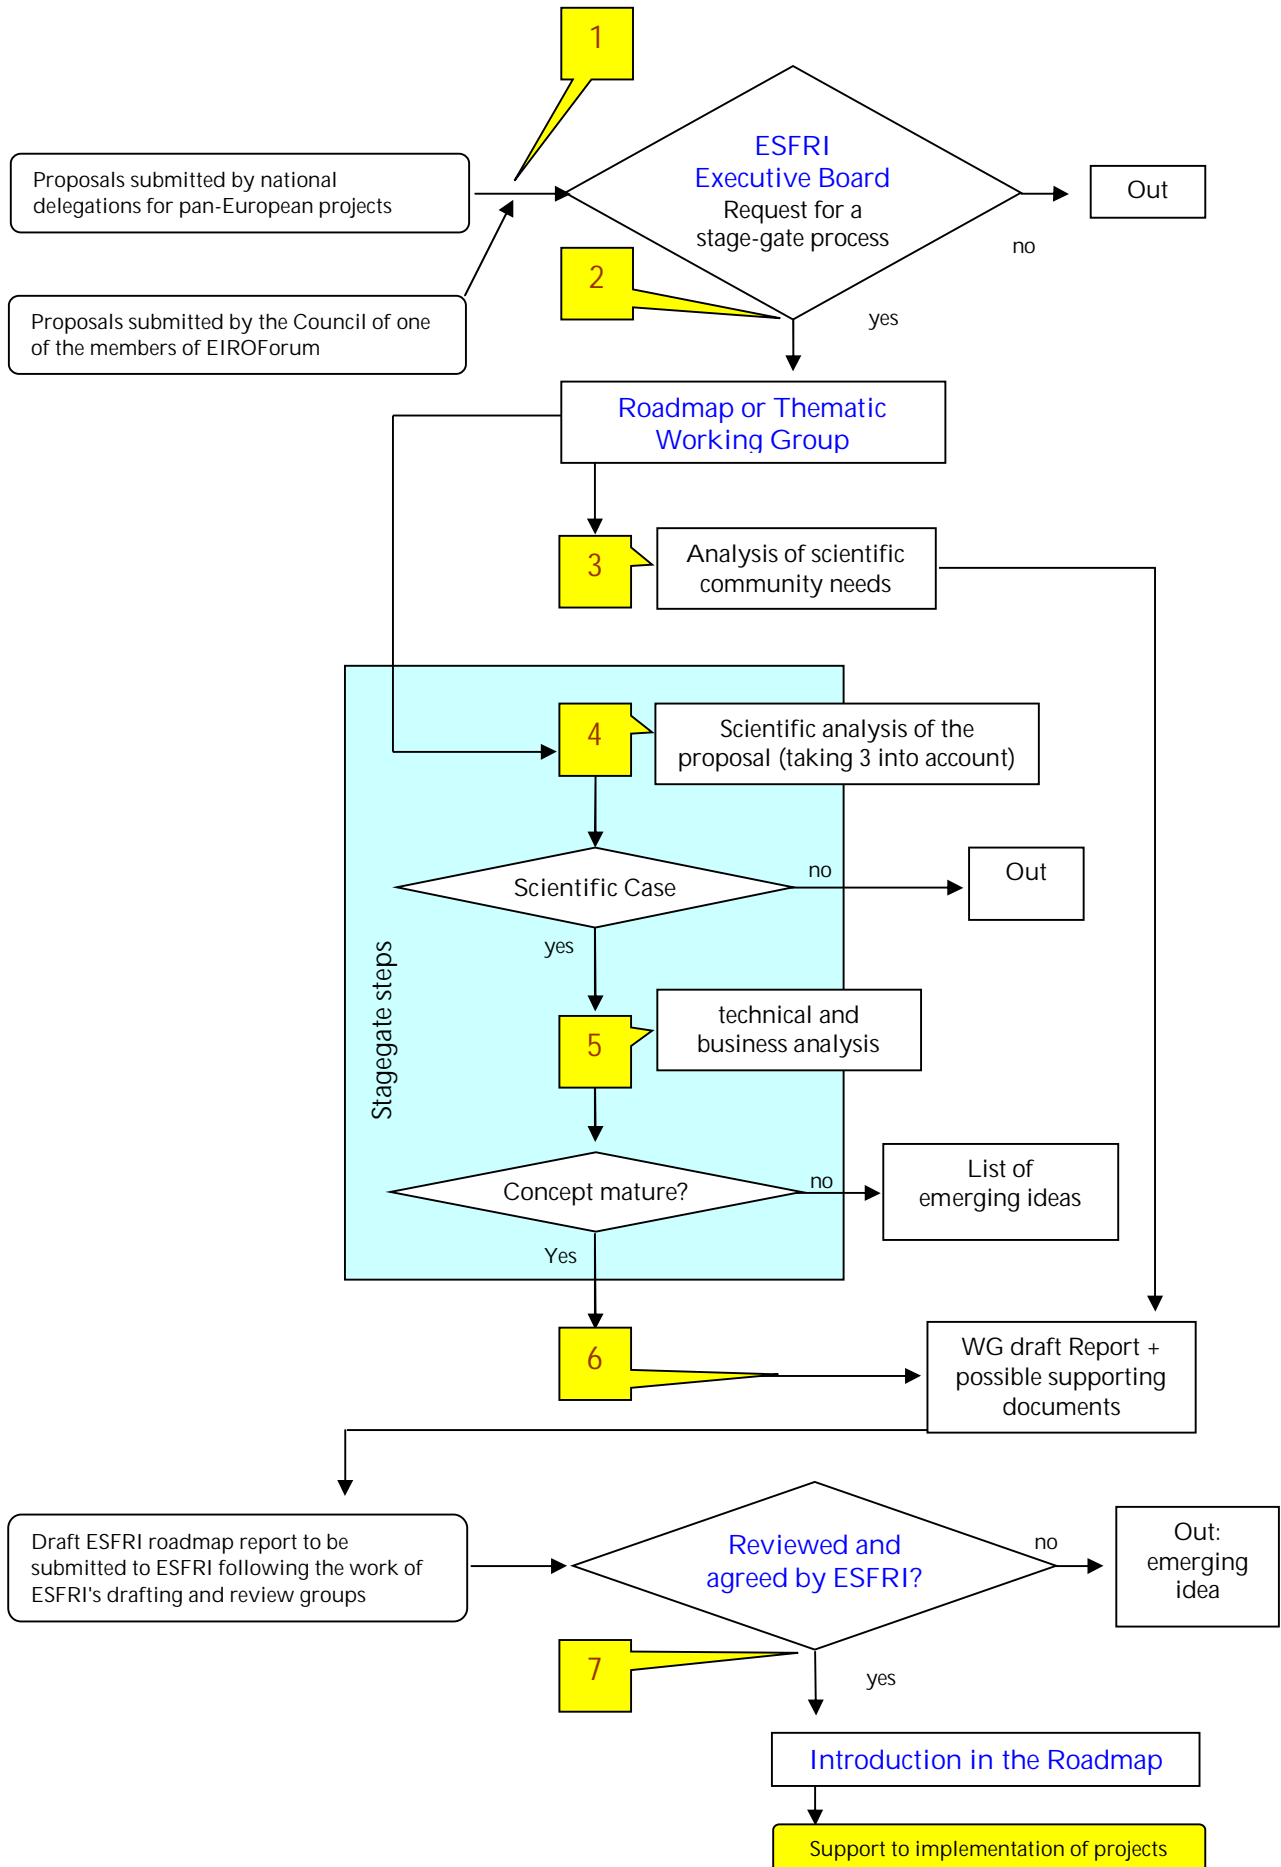 1
ESFRI
Executive Board
Request for a
stage-gate process
Proposals submitted by national
delegations for pan-European projects
Out
no
2
yes
Proposals submitted by the Council of one
of the members of EIROForum
Roadmap or Thematic
Working Group
3
Analysis of scientific
community needs
4
Scientific analysis of the
proposal (taking 3 into account)
Scientific Case
no
Out
yes
Stagegate steps
5
technical and
business analysis
Concept mature?
no
List of
emerging ideas
Yes
6
WG draft Report +
possible supporting
documents
Draft ESFRI roadmap report to be
submitted to ESFRI following the work of
ESFRI's drafting and review groups
Reviewed and
agreed by ESFRI?
no
Out:
emerging
idea
7
yes
Introduction in the Roadmap
Support to implementation of projects